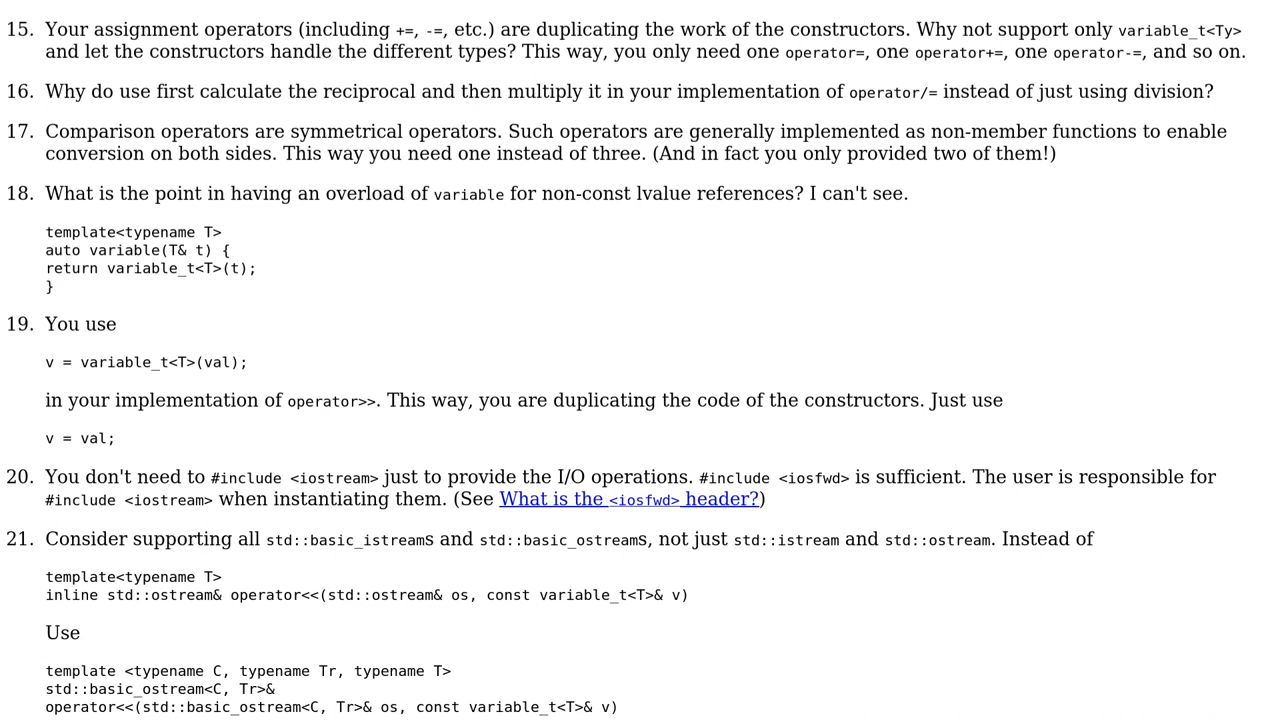 15. Your assignment operators (including +=, -=, etc.) are duplicating the work of the constructors. Why not support only variable_t<Ty>
and let the constructors handle the different types? This way, you only need one operator=, one operator+=, one operator-=, and so on.
16. Why do use first calculate the reciprocal and then multiply it in your implementation of operator/= instead of just using division?
17. Comparison operators are symmetrical operators. Such operators are generally implemented as non-member functions to enable
conversion on both sides. This way you need one instead of three. (And in fact you only provided two of them!)
18. What is the point in having an overload of variable for non-const lvalue references? I can't see.
template<typename T>
auto variable(T& t) {
return variable_t<T>(t);
}
19. You use
v = variable_t<T>(val);
in your implementation of operator>>. This way, you are duplicating the code of the constructors. Just use
v = val;
20. You don't need to #include <iostream> just to provide the I/O operations. #include <iosfwd> is sufficient. The user is responsible for
#include <iostream> when instantiating them. (See What is the <iosfwd> header?)
21. Consider supporting all std::basic_istreams and std::basic_ostreams, not just std::istream and std::ostream. Instead of
template<typename T>
inline std::ostream& operator<<(std::ostream& os, const variable_t<T>& v)
Use
template <typename C, typename Tr, typename T>
std::basic_ostream<C, Tr>&
operator<<(std::basic_ostream<C, Tr>& os, const variable_t<T>& v)